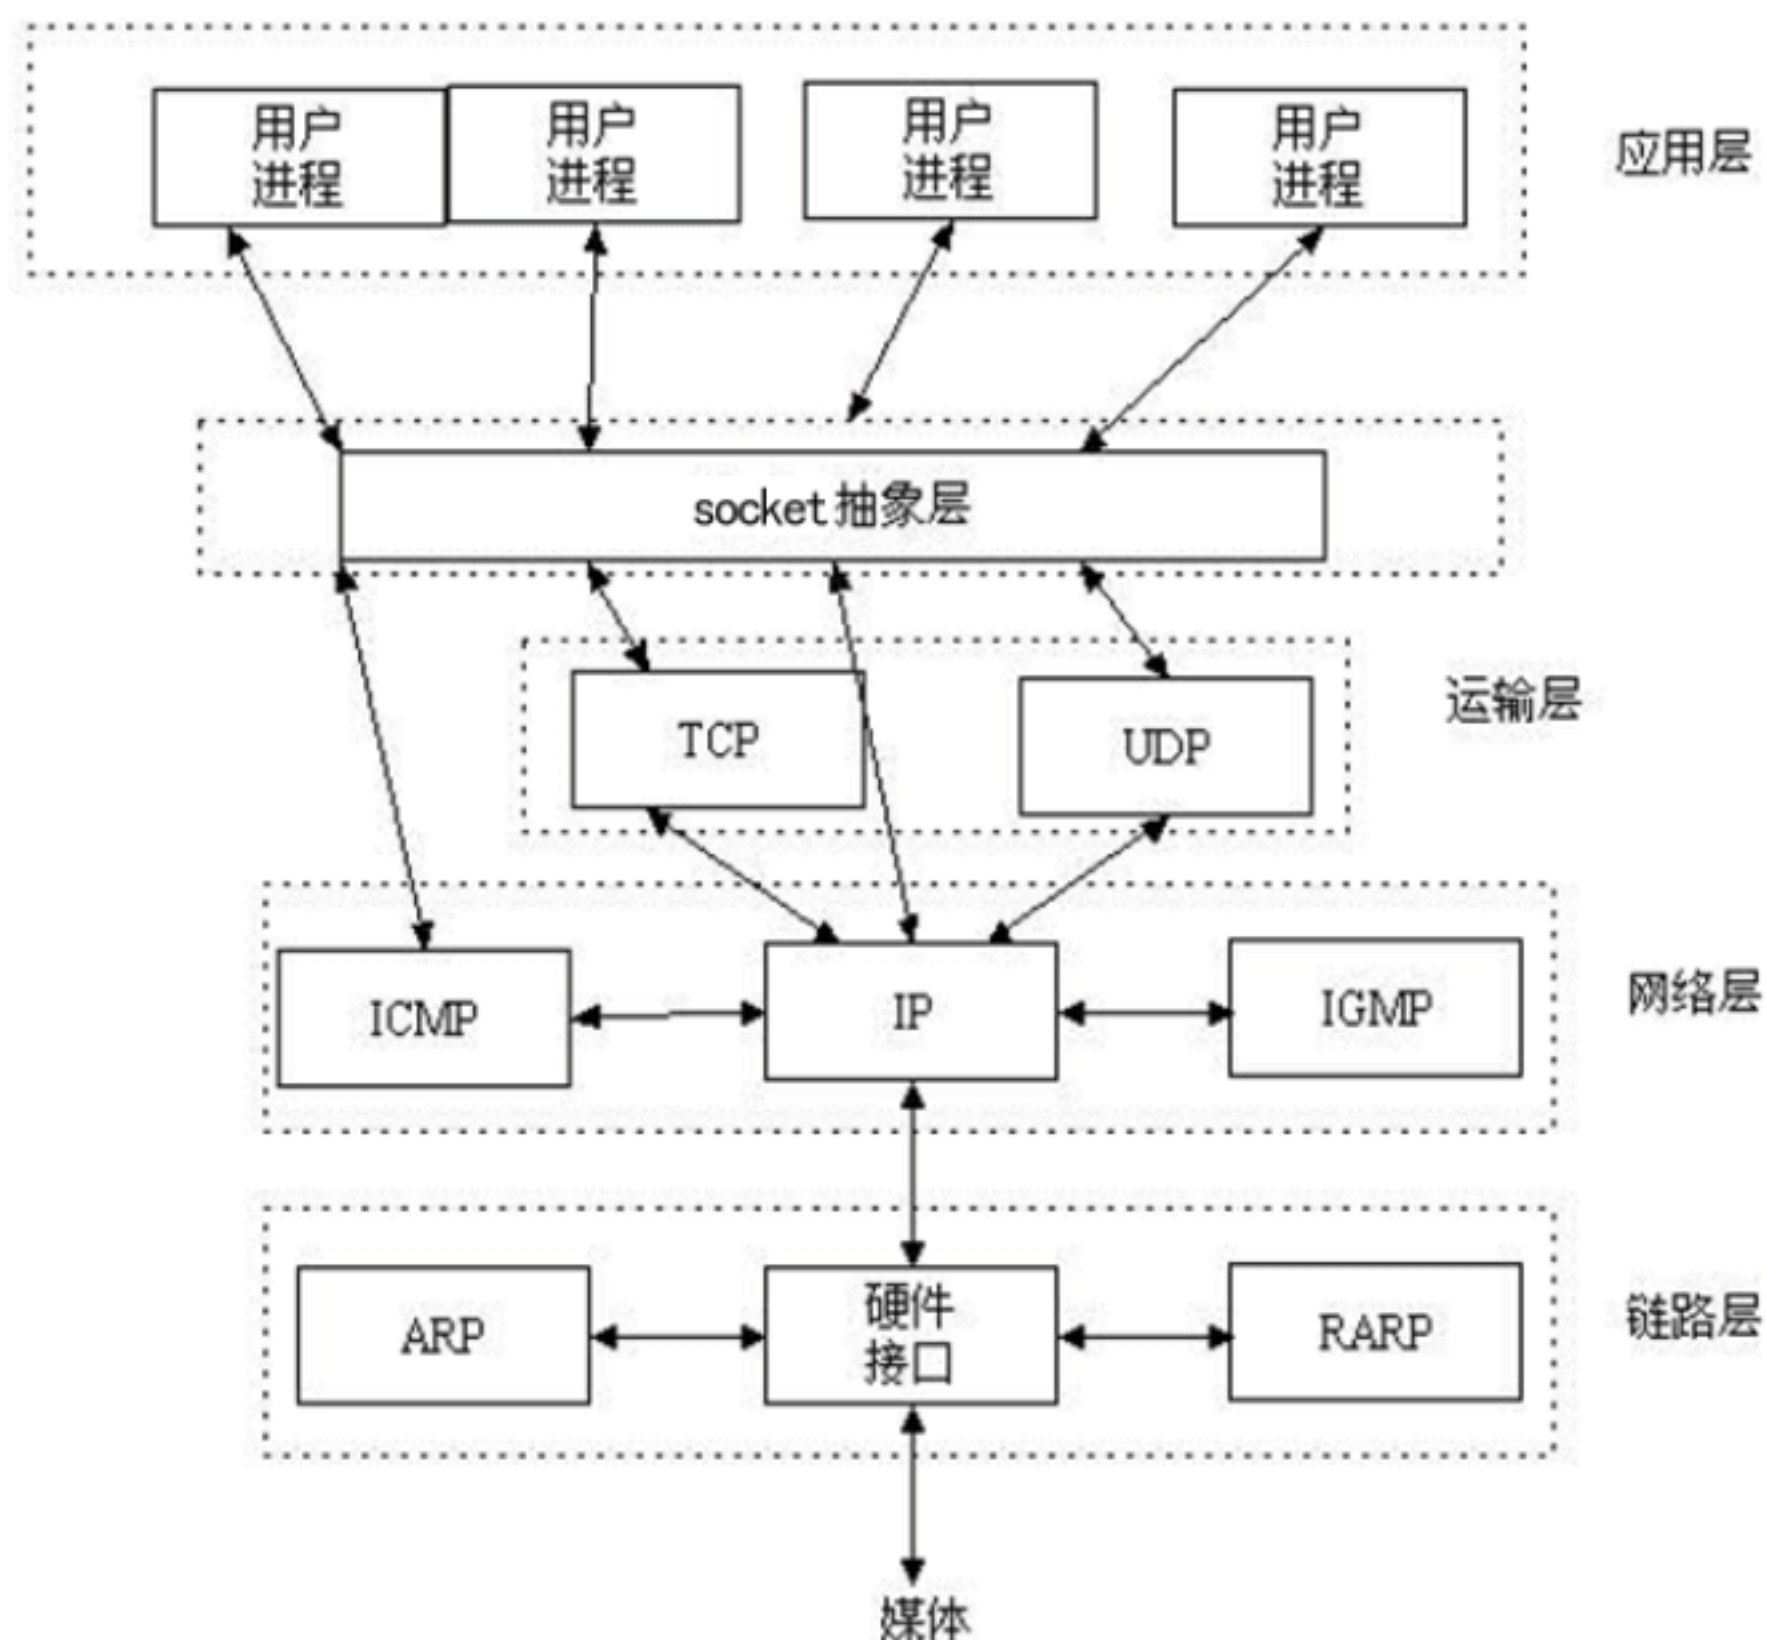 用户
进程
用户
进程
用户
进程
用户
进程
应用层
socket 抽象层
TCP
UDP
运输层
ICMP
IP
IGMP
网络层
ARP
硬件
接口
RARP
链路层
媒体